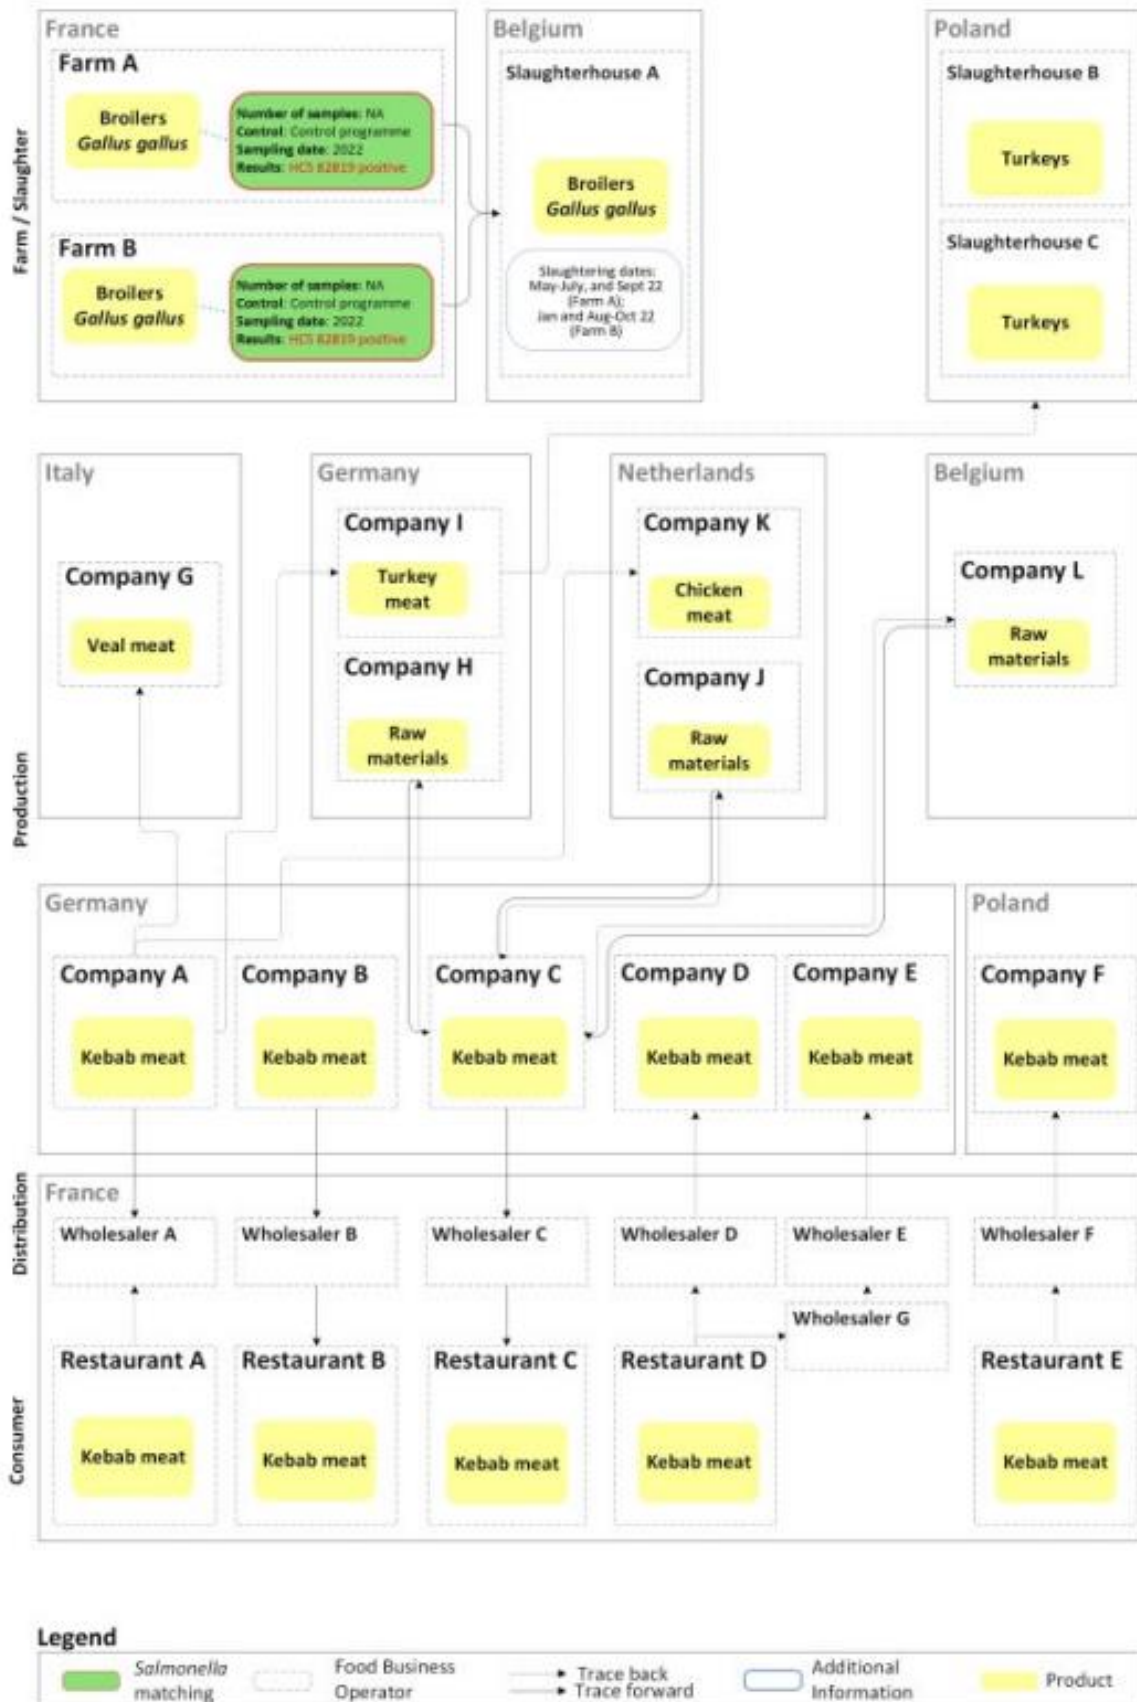 France
Farm A
Broilers
Gallus gallus
Number of samples: NA
Control: Control programme
Sampling date: 2022
Results: HC5 82819 positive
Farm B
Broilers
Gallus gallus
Number of samples: NA
Control: Control programme
Sampling date: 2022
Results: HC5 82819 positive
Belgium
Slaughterhouse A
Broilers
Gallus gallus
Slaughtering dates:
May-July, and Sept 22
(Farm A);
Jan and Aug-Oct 22
(Farm B)
Poland
Slaughterhouse B
Turkeys
Slaughterhouse C
Turkeys
Farm / Slaughter
Italy
Company G
Veal meat
Germany
Company I
Turkey
meat
Company H
Raw
materials
Netherlands
Company K
Chicken
meat
Company J
Raw
materials
Belgium
Company L
Raw
materials
Production
Germany
Company A
Kebab meat
Company B
Kebab meat
Company C
Kebab meat
Company D
Kebab meat
Company E
Kebab meat
Poland
Company F
Kebab meat
Distribution
France
Wholesaler A
Wholesaler B
Wholesaler C
Wholesaler D
Wholesaler E
Wholesaler F
Wholesaler G
Consumer
Restaurant A
Kebab meat
Restaurant B
Kebab meat
Restaurant C
Kebab meat
Restaurant D
Kebab meat
Restaurant E
Kebab meat
Legend
Salmonella
matching
Food Business
Operator
Trace back
Trace forward
Additional
Information
Product